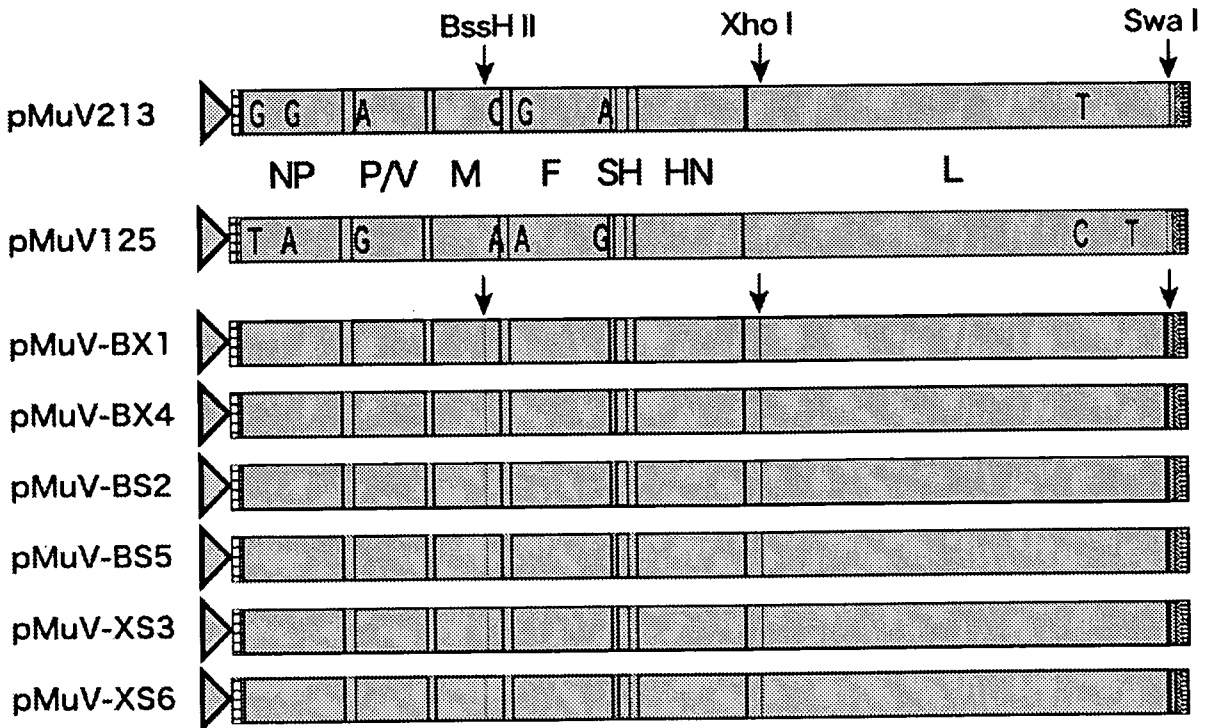 BssH II Xho I Swa I
pMuV213 G G A C G A T
NP P/V M F SH HN L
pMuV125 T A G A A G C T
pMuV-BX1
pMuV-BX4
pMuV-BS2
pMuV-BS5
pMuV-XS3
pMuV-XS6